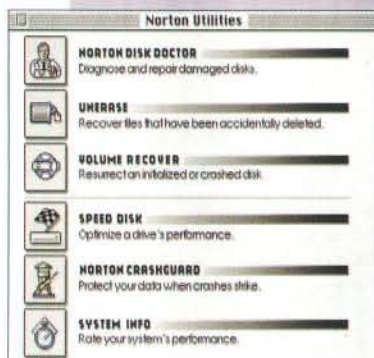 Norton Utilities
NORTON DISK DOCTOR
Diagnose and repair damaged disks.
UNERASE
Recover files that have been accidentally deleted.
VOLUME RECOVER
Resurrect an initialized or crashed disk
SPEED DISK
Optimize a drive's performance.
NORTON CRASHGUARD
Protect your data when crashes strike.
SYSTEM INFO
Rate your system's performance.